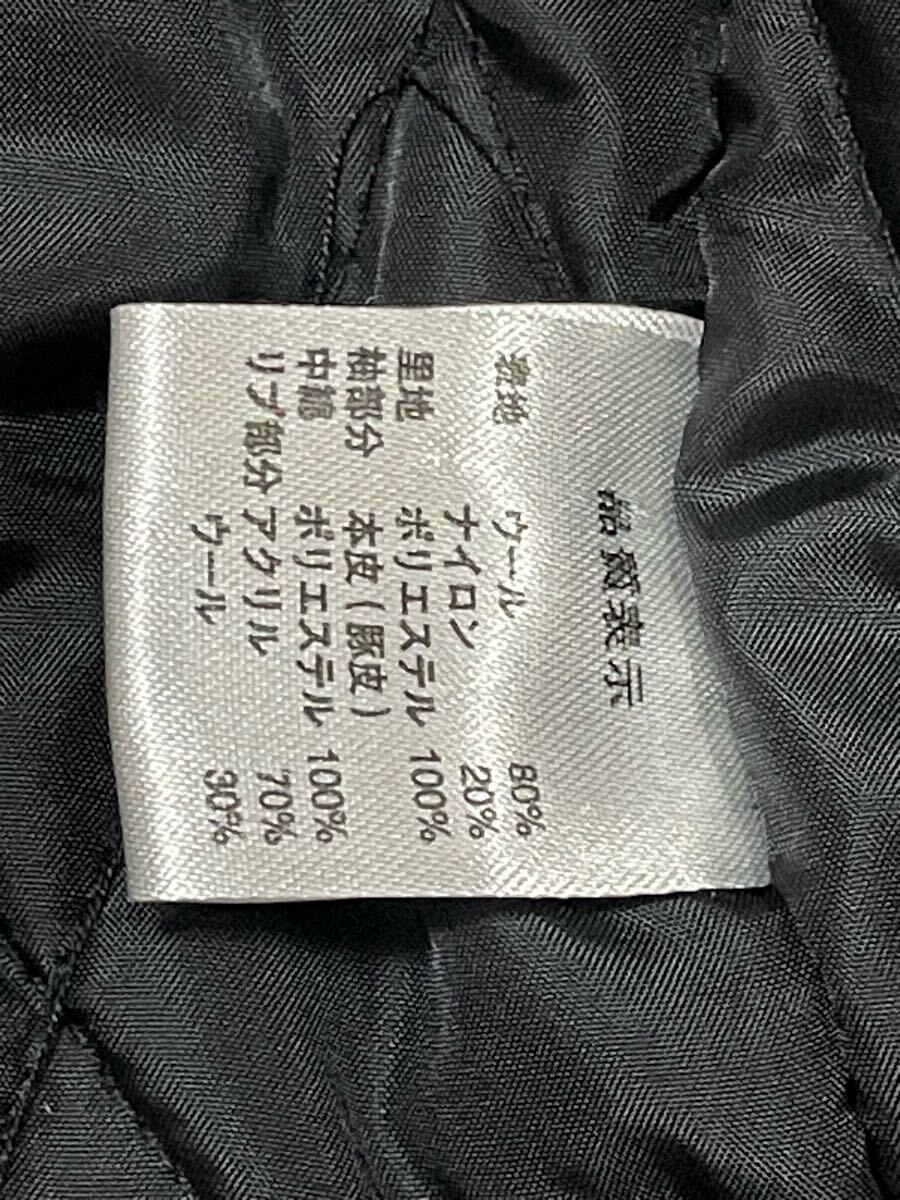 品質表示
表地 ウール 80%
ナイロン 20%
里地 ポリエステル 100%
袖部分 本皮(豚皮)
中綿 ポリエステル 100%
リブ部分 アクリル 70%
ウール 30%